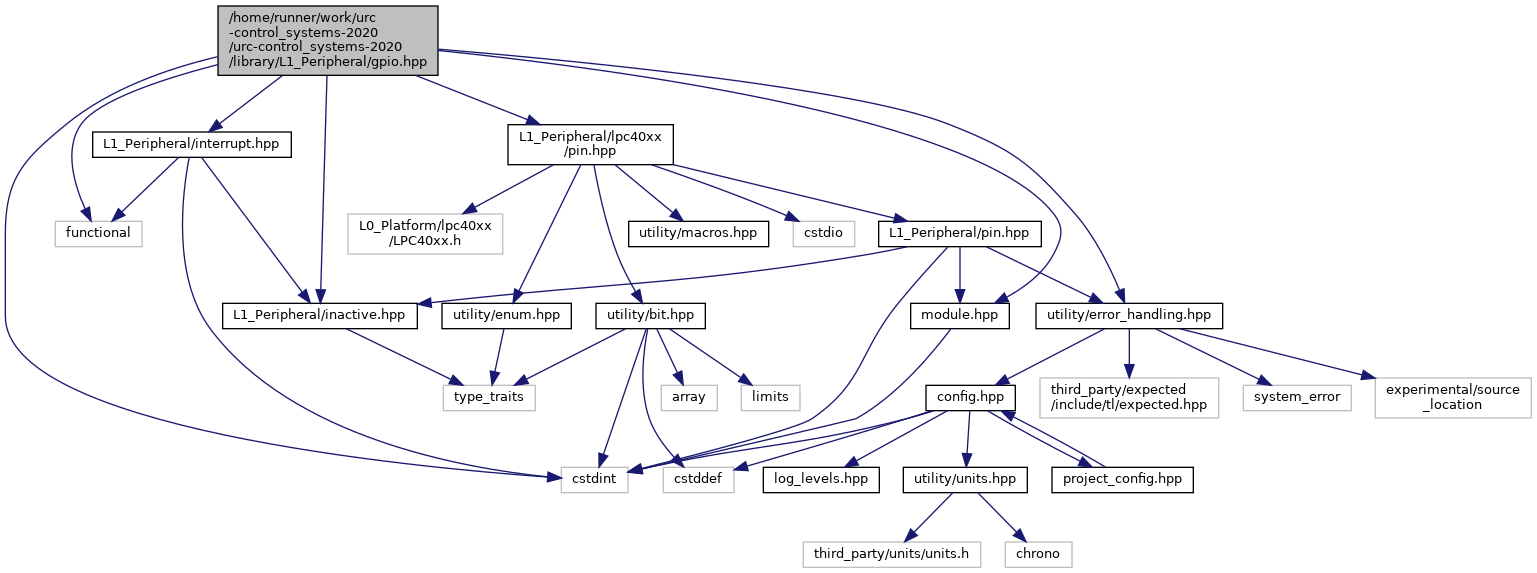 /home/runner/work/urc
-control_systems-2020
/urc-control_systems-2020
/library/L1_Peripheral/gpio.hpp
L1_Peripheral/interrupt.hpp
L1_Peripheral/lpc40xx
/pin.hpp
functional
L0_Platform/lpc40xx
/LPC40xx.h
utility/macros.hpp
cstdio
L1_Peripheral/pin.hpp
L1_Peripheral/inactive.hpp
utility/enum.hpp
utility/bit.hpp
module.hpp
utility/error_handling.hpp
type_traits
array
limits
config.hpp
third_party/expected
/include/tl/expected.hpp
system_error
experimental/source
_location
cstdint
cstddef
log_levels.hpp
utility/units.hpp
project_config.hpp
third_party/units/units.h
chrono